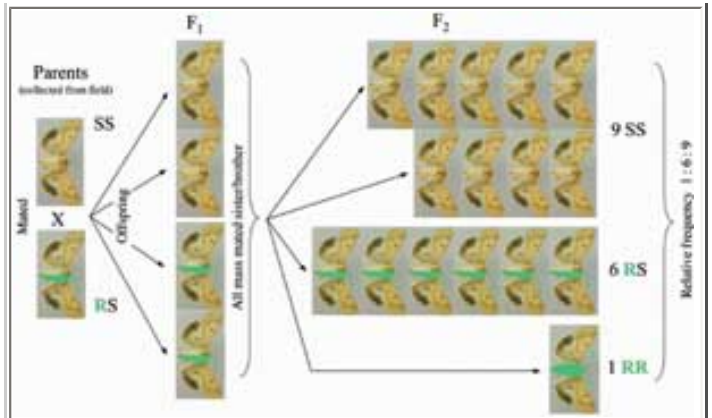 F1
F2
Parents
(collected from field)
SS
Mated
X
Offspring
RS
All mass mated sister/brother
9 SS
6 RS
1 RR
Relative frequency 1 : 6 : 9